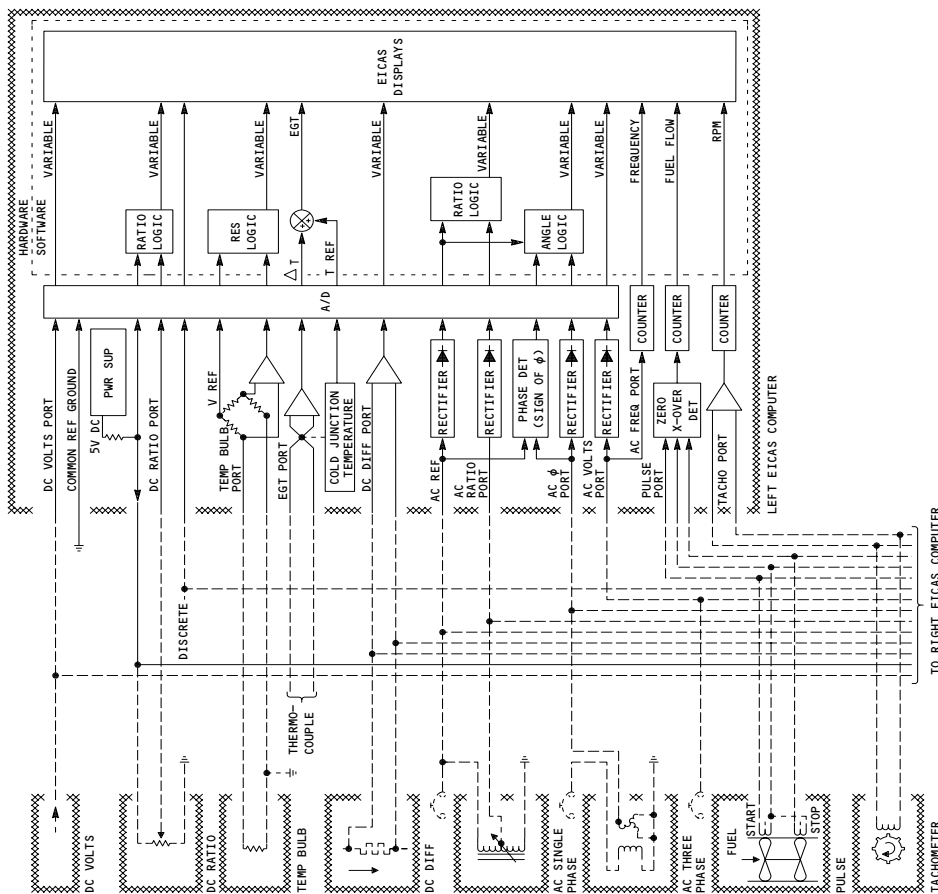 HARDWARE
SOFTWARE
EICAS
DISPLAYS
VARIABLE
VARIABLE
VARIABLE
EGT
VARIABLE
VARIABLE
VARIABLE
VARIABLE
FREQUENCY
FUEL FLOW
RPM
RATIO
LOGIC
RES
LOGIC
△ T
T REF
RATIO
LOGIC
ANGLE
LOGIC
A/D
COUNTER
COUNTER
COUNTER
PWR SUP
5V DC
V REF
COLD JUNCTION
TEMPERATURE
RECTIFIER
RECTIFIER
PHASE DET
(SIGN OF ϕ)
RECTIFIER
RECTIFIER
ZERO
X-OVER
DET
DC VOLTS PORT
COMMON REF GROUND
DC RATIO PORT
TEMP BULB
PORT
EGT PORT
DC DIFF PORT
AC REF
AC
RATIO
PORT
AC ϕ
PORT
AC VOLTS
PORT
AC FREQ PORT
PULSE
PORT
TACHO PORT
LEFT EICAS COMPUTER
DISCRETE
THERMO-
COUPLE
TO RIGHT EICAS COMPUTER
DC VOLTS
DC RATIO
TEMP BULB
DC DIFF
AC SINGLE
PHASE
AC THREE
PHASE
FUEL
START
STOP
PULSE
TACHOMETER